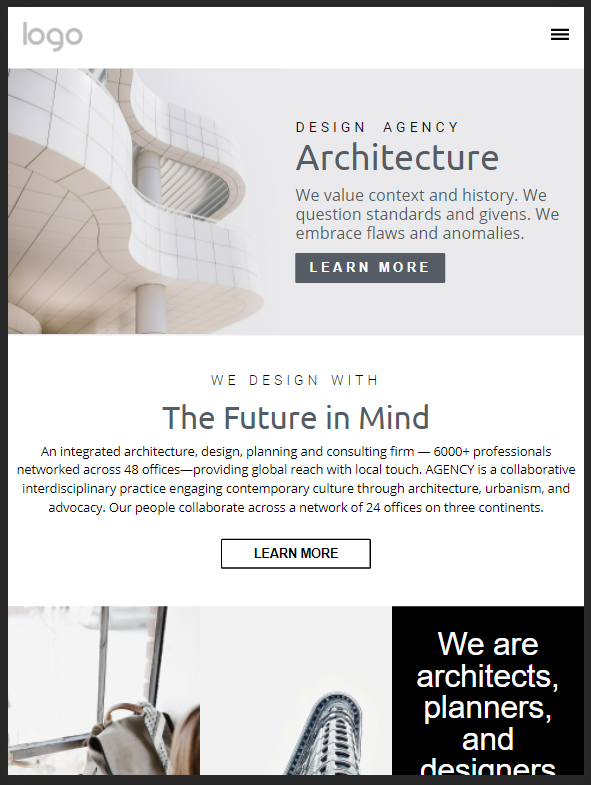 logo
DESIGN AGENCY
Architecture
We value context and history. We
question standards and givens. We
embrace flaws and anomalies.
LEARN MORE
WE DESIGN WITH
The Future in Mind
An integrated architecture, design, planning and consulting firm — 6000+ professionals
networked across 48 offices—providing global reach with local touch. AGENCY is a collaborative
interdisciplinary practice engaging contemporary culture through architecture, urbanism, and
advocacy. Our people collaborate across a network of 24 offices on three continents.
LEARN MORE
We are
architects,
planners,
and
designers